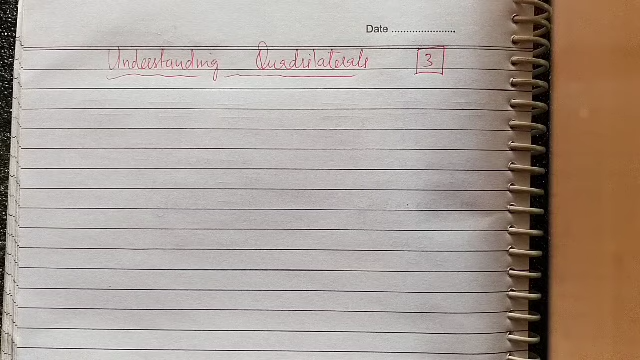 Date ......................
Understanding Quadrilaterals 3